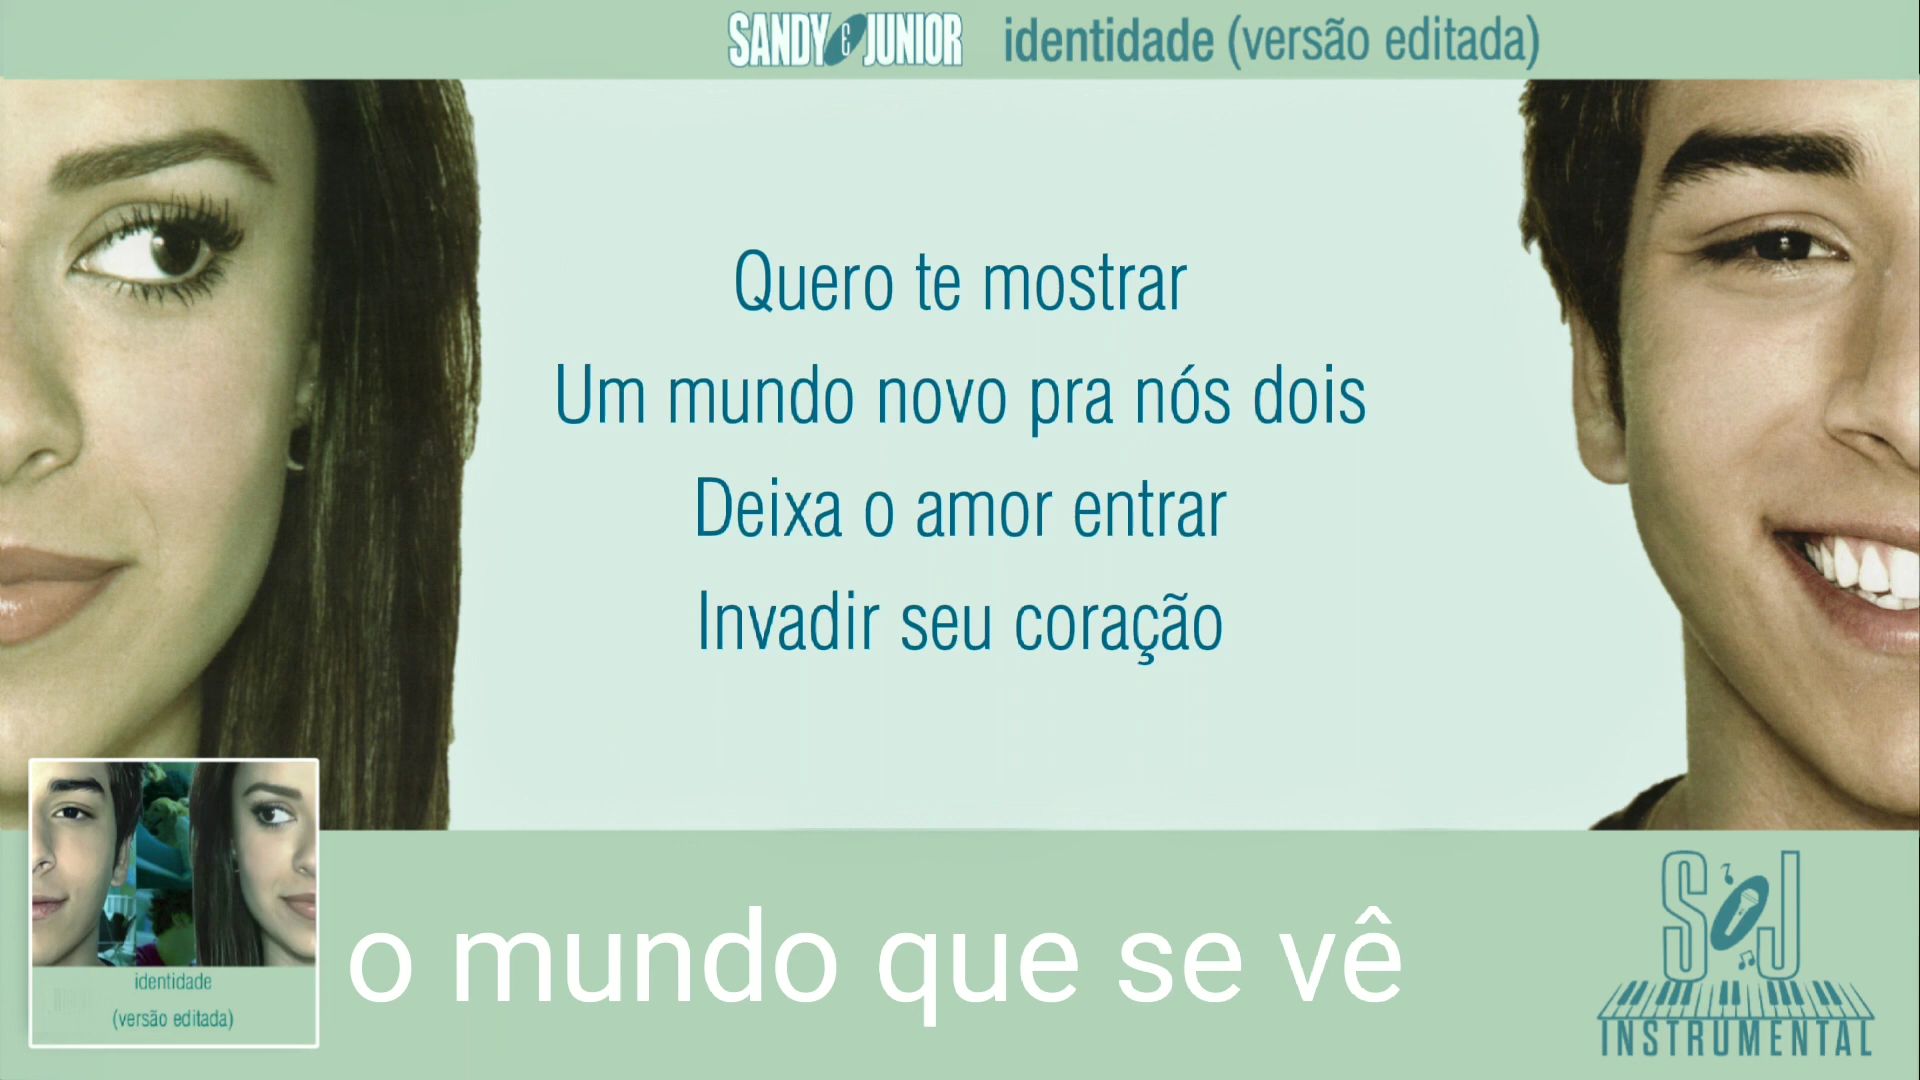 SANDY & JUNIOR identidade (versão editada)
Quero te mostrar
Um mundo novo pra nós dois
Deixa o amor entrar
Invadir seu coração
identidade
(versão editada)
o mundo que se vê
S J
INSTRUMENTAL